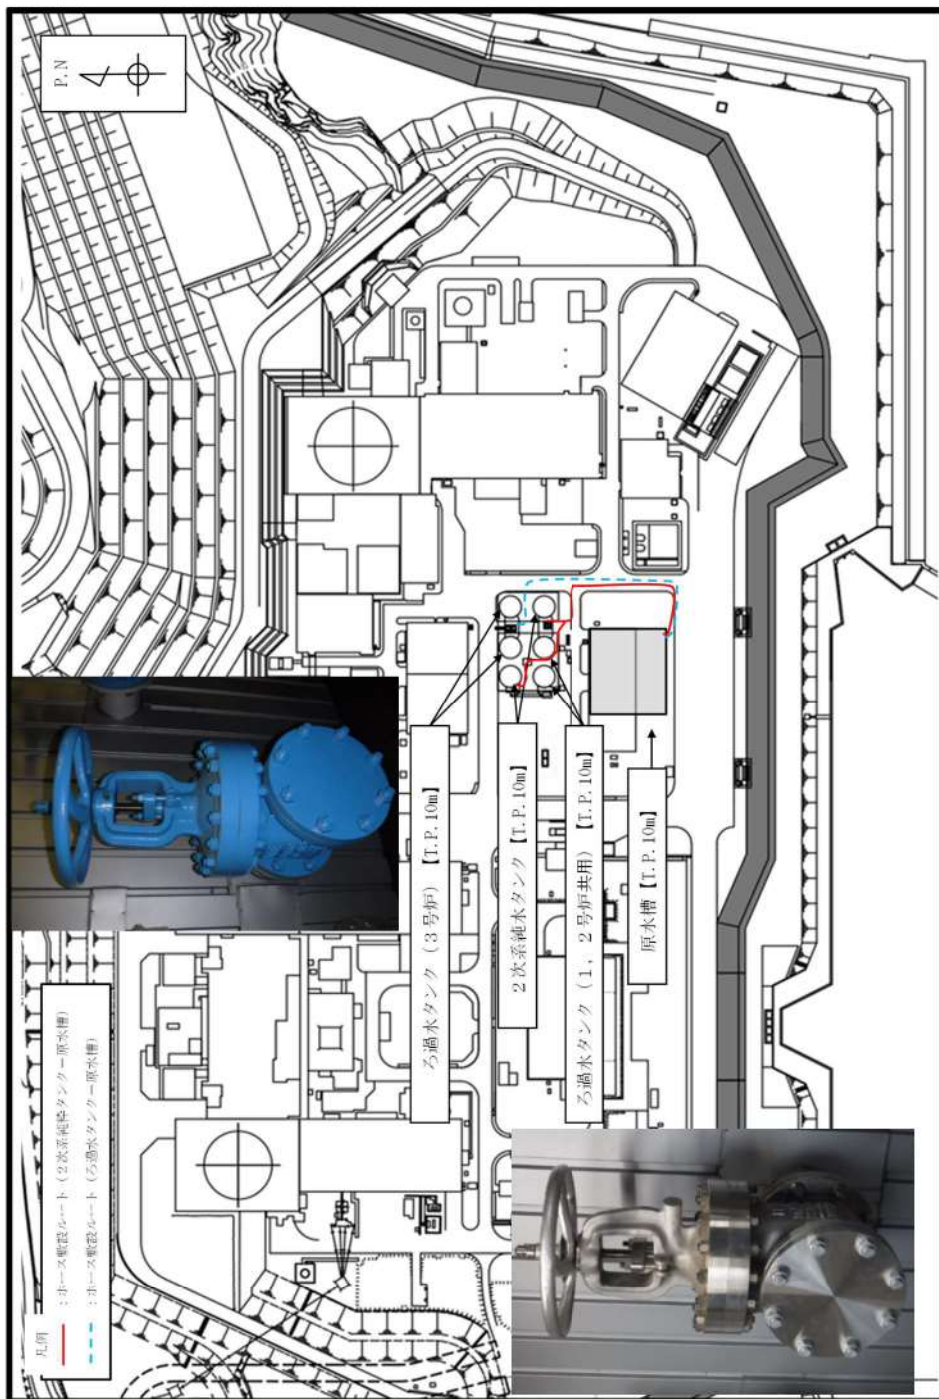 P.N
凡例
：ホース敷設ルート（2次系純粋タンク－原水槽）
：ホース敷設ルート（ろ過水タンク－原水槽）
ろ過水タンク（3号炉）【T.P.10m】
2次系純水タンク【T.P.10m】
ろ過水タンク（1，2号炉共用）【T.P.10m】
原水槽【T.P.10m】